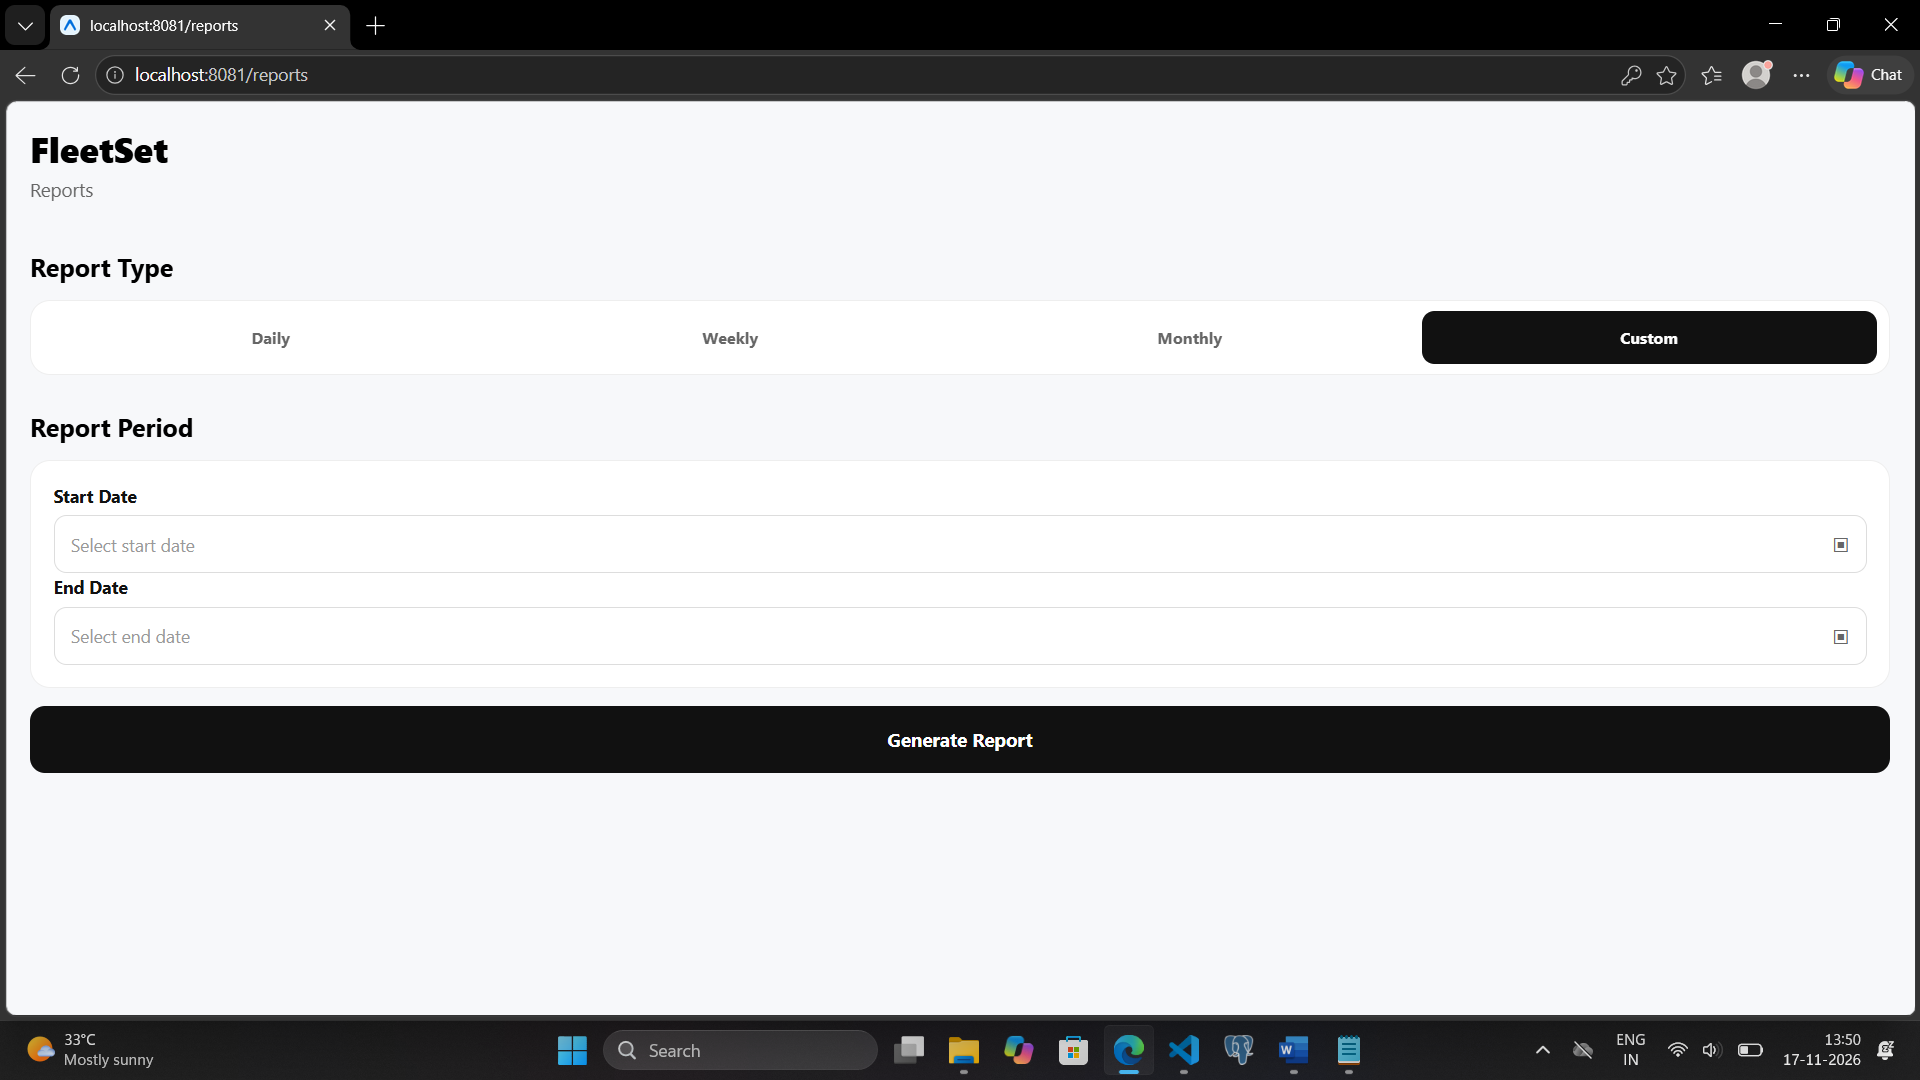 localhost:8081/reports
localhost:8081/reports
Chat
FleetSet
Reports
Report Type
Daily Weekly Monthly Custom
Report Period
Start Date
Select start date
End Date
Select end date
Generate Report
33°C
Mostly sunny
Search
ENG
IN
13:50
17-11-2026